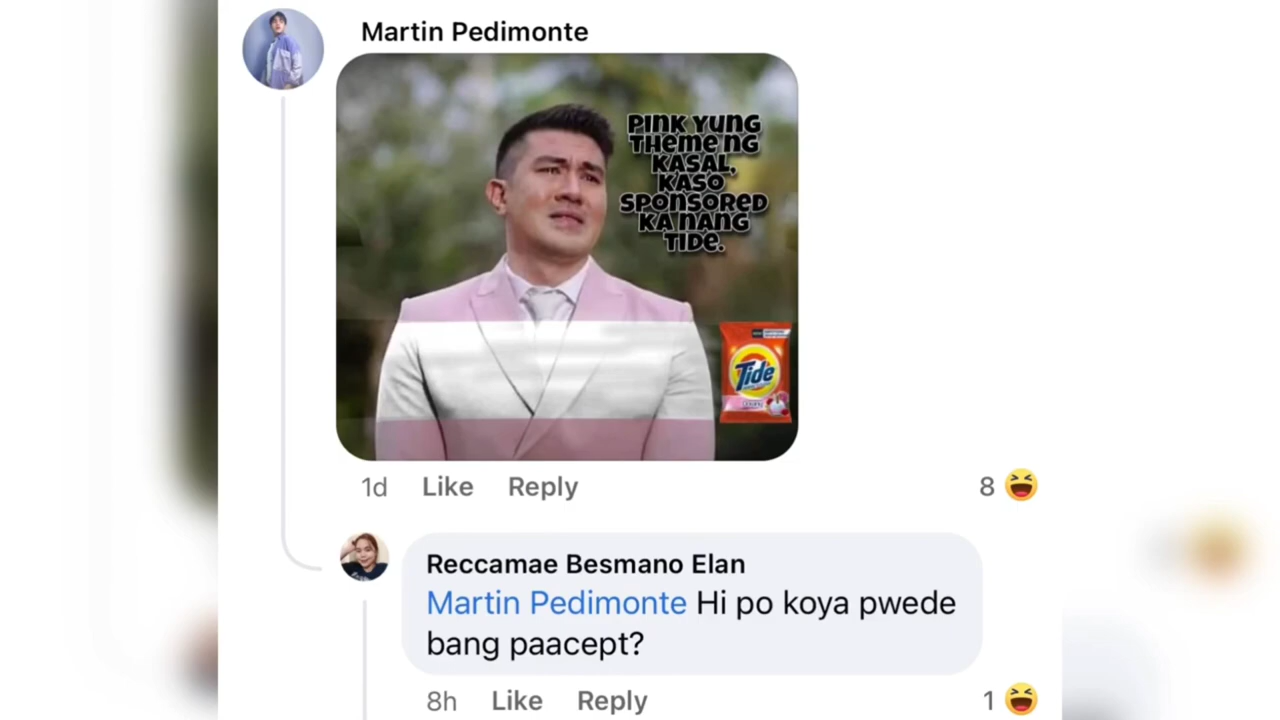 Martin Pedimonte
PINK YUNG
THEME NG
KASAL,
KASO
SPONSORED
KA NANG
TIDE.
Tide
1d Like Reply 8
Reccamae Besmano Elan
Martin Pedimonte Hi po koya pwede
bang paacept?
8h Like Reply 1